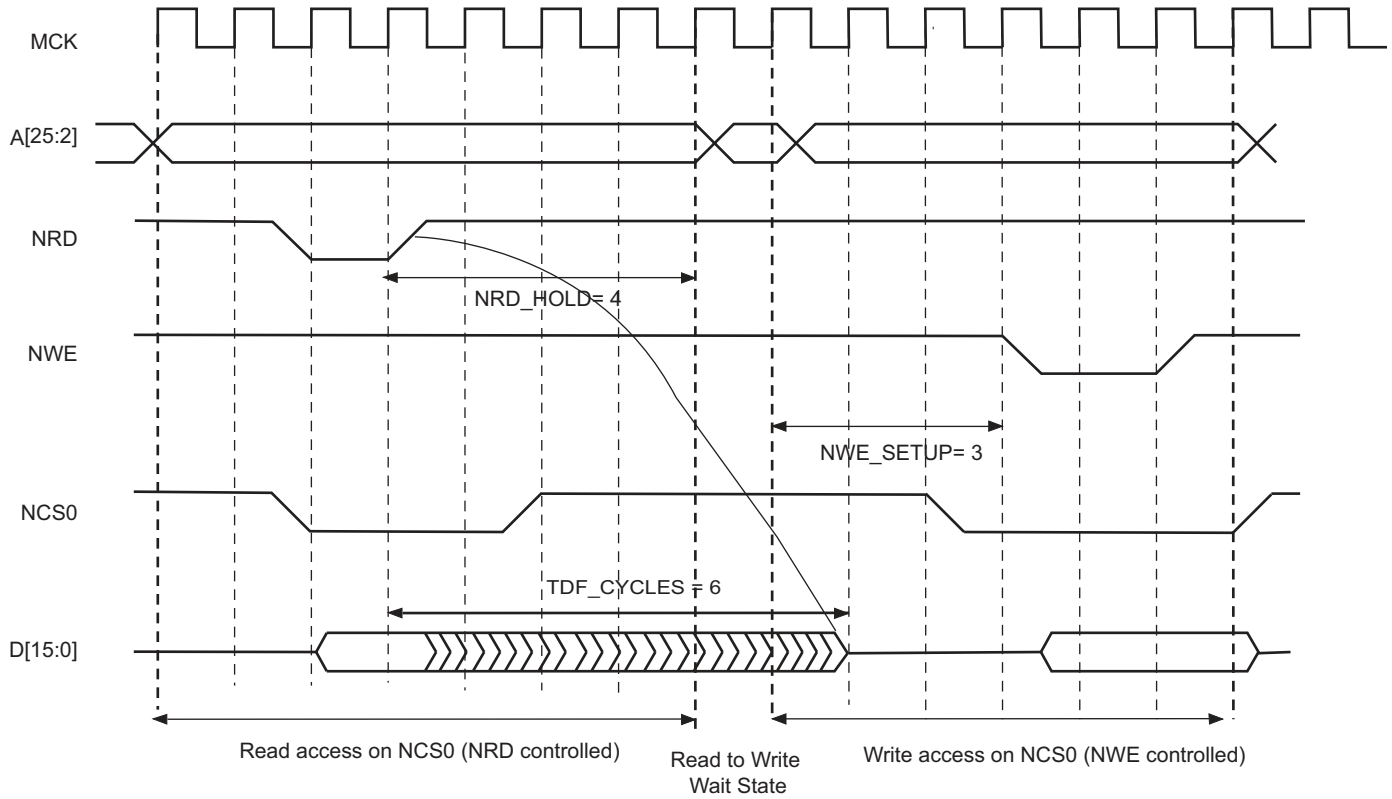 MCK
A[25:2]
NRD
NRD_HOLD= 4
NWE
NWE_SETUP= 3
NCS0
TDF_CYCLES = 6
D[15:0]
Read access on NCS0 (NRD controlled)
Read to Write
Wait State
Write access on NCS0 (NWE controlled)